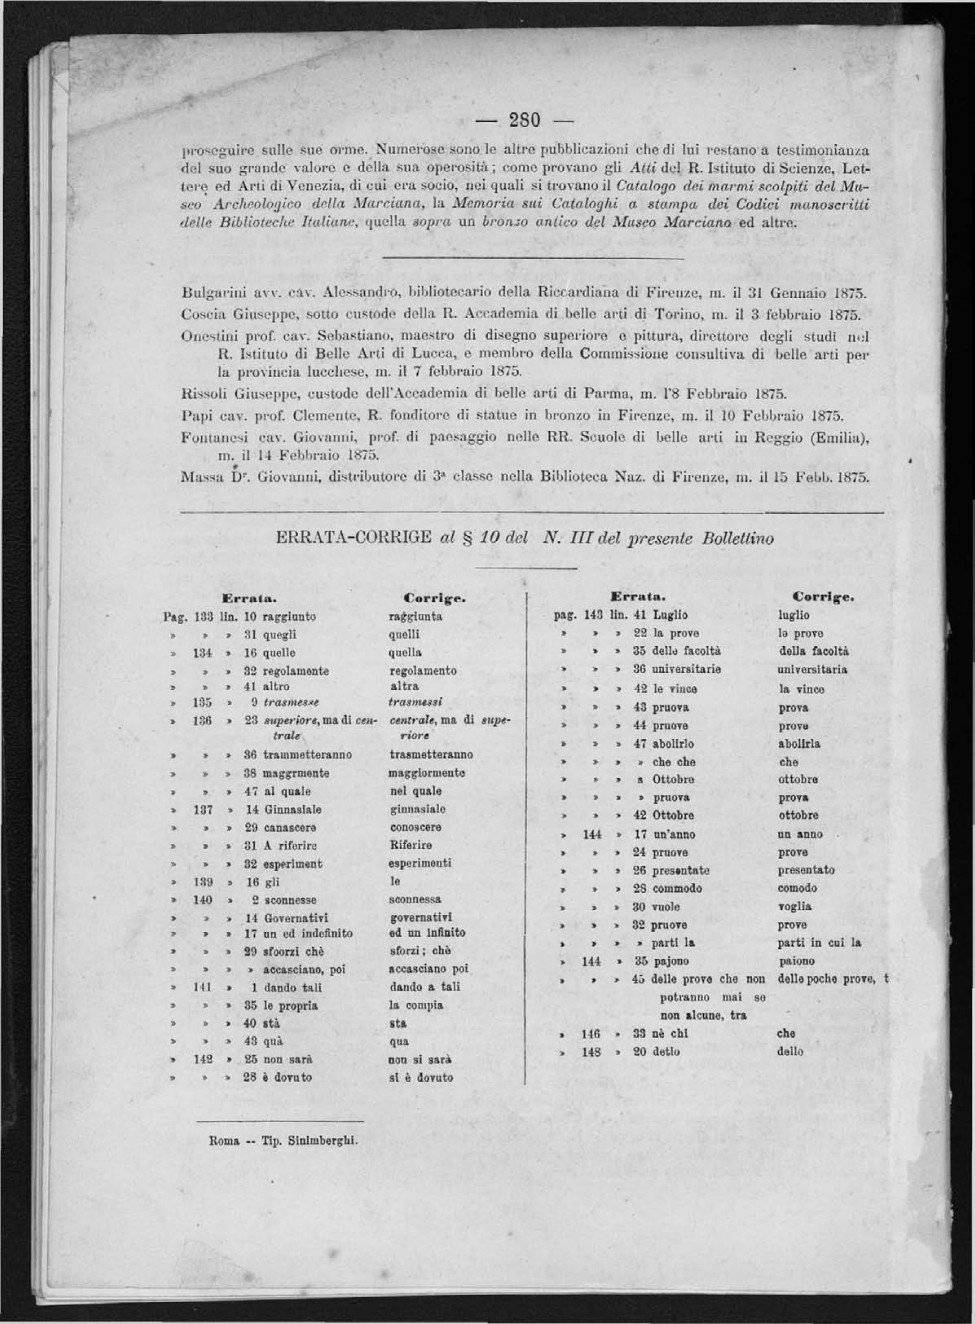 — 280 —
proseguire sulle sue orme. Numerose sono le altre pubblicazioni che di lui restano a testimonianza
del suo grande valore e della sua operosità; come provano gli Atti del R. Istituto di Scienze, Let-
tere ed Arti di Venezia, di cui era socio, nei quali si trovano il Catalogo dei marmi scolpiti del Mu-
seo Archeologico della Marciana, la Memoria sui Cataloghi a stampa dei Codici manoscritti
delle Biblioteche Italiane, quella sopra un bronzo antico del Museo Marciano ed altre.
Bulgarini avv. cav. Alessandro, bibliotecario della Riccardiana di Firenze, m. il 31 Gennaio 1875.
Coscia Giuseppe, sotto custode della R. Accademia di belle arti di Torino, m. il 3 febbraio 1875.
Onestini prof. cav. Sebastiano, maestro di disegno superiore e pittura, direttore degli studi nel
R. Istituto di Belle Arti di Lucca, e membro della Commissione consultiva di belle arti per
la provincia lucchese, m. il 7 febbraio 1875.
Rissoli Giuseppe, custode dell'Accademia di belle arti di Parma, m. l'8 Febbraio 1875.
Papi cav. prof. Clemente, R. fonditore di statue in bronzo in Firenze, m. il 10 Febbraio 1875.
Fontanesi cav. Giovanni, prof. di paesaggio nelle RR. Scuole di belle arti in Reggio (Emilia),
m. il 14 Febbraio 1875.
Massa Dr. Giovanni, distributore di 3ª classe nella Biblioteca Naz. di Firenze, m. il 15 Febb. 1875.
ERRATA-CORRIGE al § 10 del N. III del presente Bollettino
Errata. Corrige.
Pag. 133 lin. 10 raggiunto raggiunta
» » » 31 quegli quelli
» 134 » 16 quelle quella
» » » 32 regolamente regolamento
» » » 41 altro altra
» 135 » 9 trasmesse trasmessi
» 136 » 23 superiore, ma di cen- centrale, ma di supe-
trale riore
» » » 36 trammetteranno trasmetteranno
» » » 38 maggrmente maggiormente
» » » 47 al quale nel quale
» 137 » 14 Ginnasiale ginnasiale
» » » 29 canascere conoscere
» » » 31 A riferire Riferire
» » » 32 esperiment esperimenti
» 139 » 16 gli le
» 140 » 2 sconnesse sconnessa
» » » 14 Governativi governativi
» » » 17 un ed indefinito ed un infinito
» » » 29 sfoorzi chè sforzi; chè
» » » » accasciano, poi accasciano poi
» 141 » 1 dando tali dando a tali
» » » 35 le propria la compia
» » » 40 stà sta
» » » 43 quà qua
» 142 » 25 non sarà non si sarà
» » » 28 è dovuto si è dovuto
Errata. Corrige.
pag. 143 lin. 41 Luglio luglio
» » » 22 la prove le prove
» » » 35 delle facoltà della facoltà
» » » 36 universitarie universitaria
» » » 42 le vince la vince
» » » 43 pruova prova
» » » 44 pruove prove
» » » 47 abolirlo abolirla
» » » » che che che
» » » » Ottobre ottobre
» » » » pruova prova
» » » 42 Ottobre ottobre
» 144 » 17 un'anno un anno
» » » 24 pruove prove
» » » 26 presentate presentato
» » » 28 commodo comodo
» » » 30 vuole voglia
» » » 32 pruove prove
» » » » parti la parti in cui la
» 144 » 35 pajono paiono
» » » 45 delle prove che non delle poche prove, t
potranno mai se
non alcune, tra
» 146 » 33 nè chi che
» 148 » 20 detlo dello
Roma -- Tip. Sinimberghi.